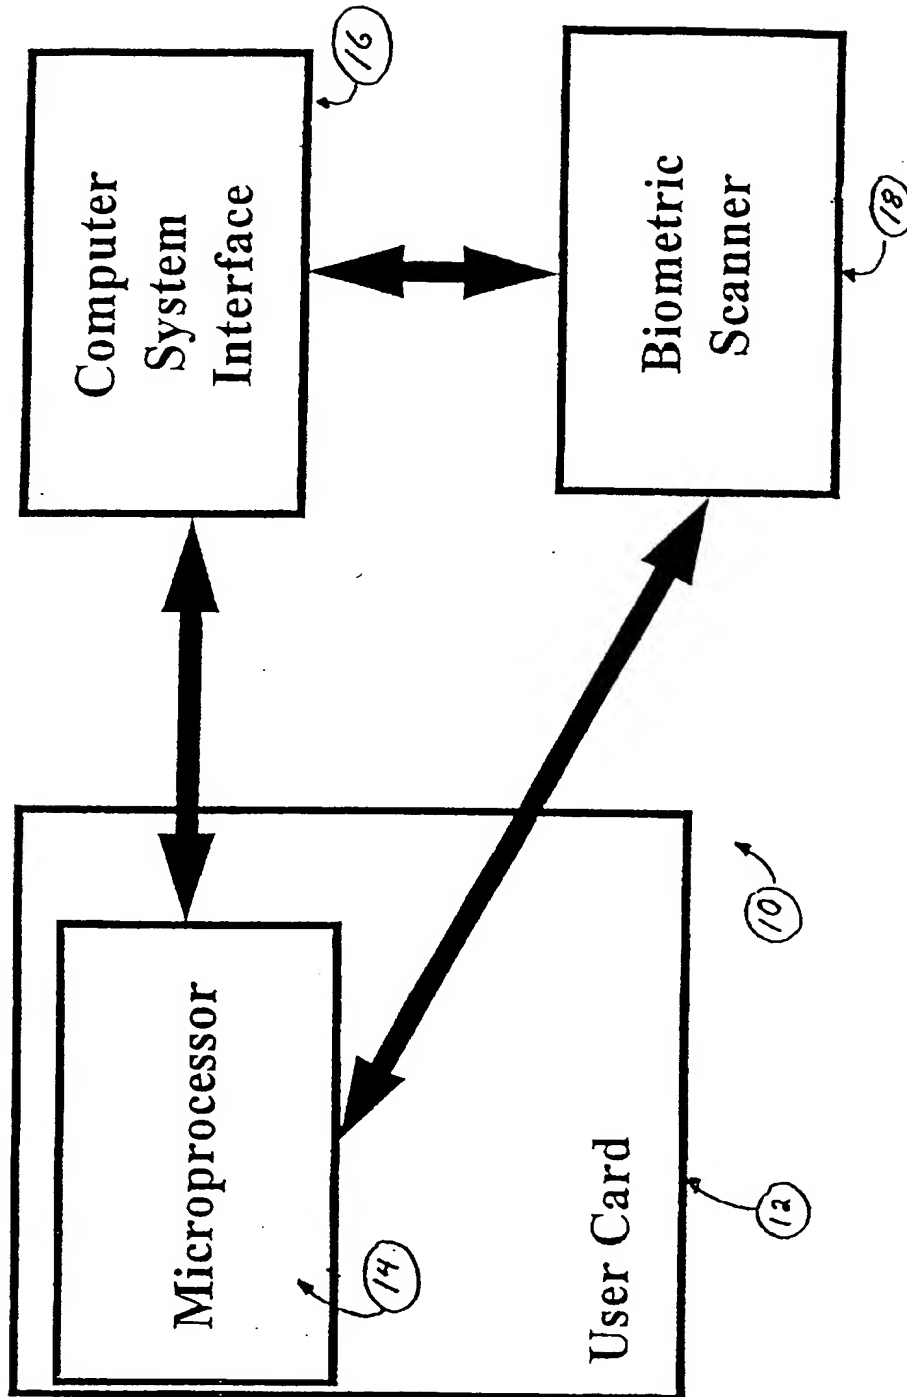 Microprocessor
14
User Card
12
10
Computer
System
Interface
16
Biometric
Scanner
18